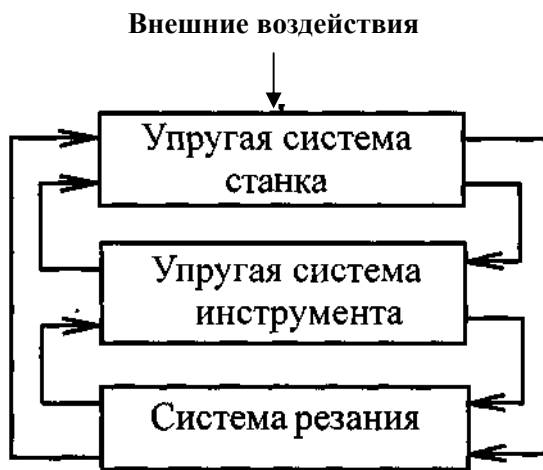 Внешние воздействия
Упругая система
станка
Упругая система
инструмента
Система резания